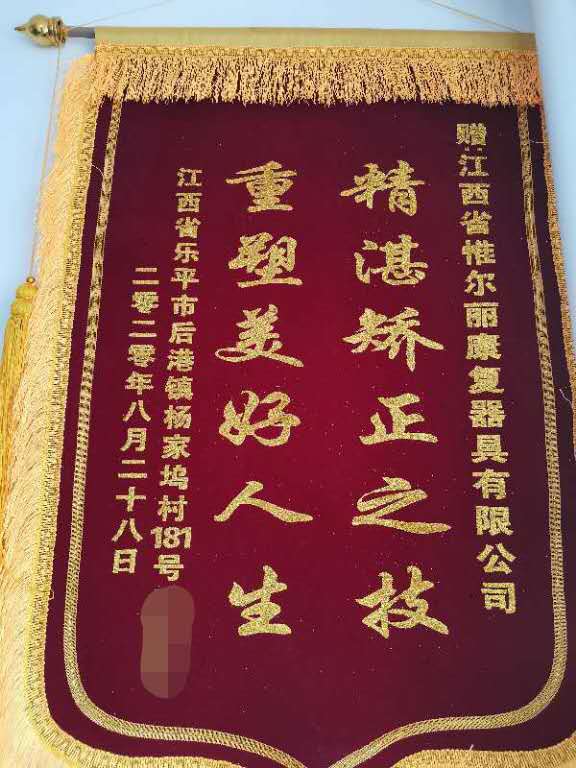 赠:江西省惟尔丽康复器具有限公司
精湛矫正之技
重塑美好人生
江西省乐平市后港镇杨家坞村181号
二零二零年八月二十八日